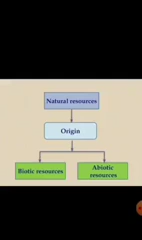 Natural resources
Origin
Biotic resources
Abiotic
resources